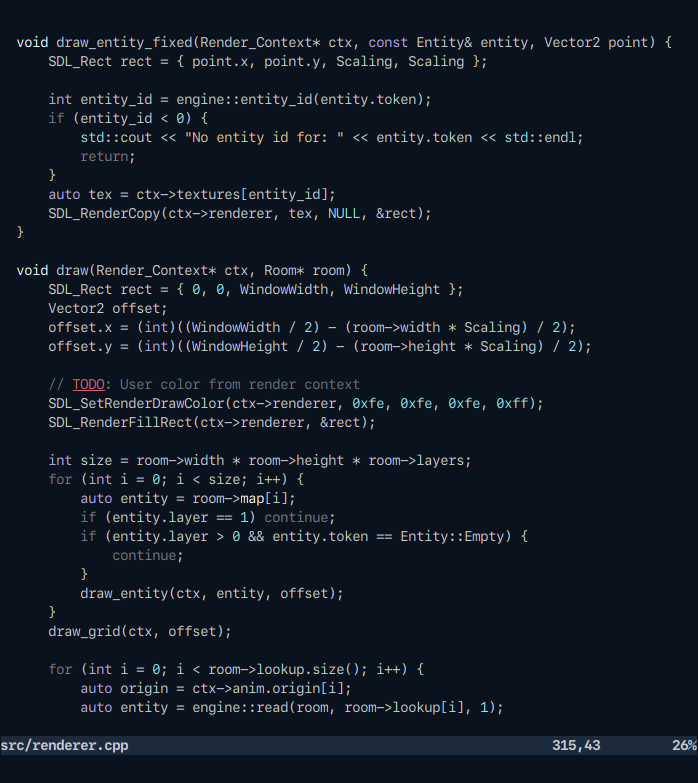 void draw_entity_fixed(Render_Context* ctx, const Entity& entity, Vector2 point) {
    SDL_Rect rect = { point.x, point.y, Scaling, Scaling };

    int entity_id = engine::entity_id(entity.token);
    if (entity_id < 0) {
        std::cout << "No entity id for: " << entity.token << std::endl;
        return;
    }
    auto tex = ctx->textures[entity_id];
    SDL_RenderCopy(ctx->renderer, tex, NULL, &rect);
}

void draw(Render_Context* ctx, Room* room) {
    SDL_Rect rect = { 0, 0, WindowWidth, WindowHeight };
    Vector2 offset;
    offset.x = (int)((WindowWidth / 2) - (room->width * Scaling) / 2);
    offset.y = (int)((WindowHeight / 2) - (room->height * Scaling) / 2);

    // TODO: User color from render context
    SDL_SetRenderDrawColor(ctx->renderer, 0xfe, 0xfe, 0xfe, 0xff);
    SDL_RenderFillRect(ctx->renderer, &rect);

    int size = room->width * room->height * room->layers;
    for (int i = 0; i < size; i++) {
        auto entity = room->map[i];
        if (entity.layer == 1) continue;
        if (entity.layer > 0 && entity.token == Entity::Empty) {
            continue;
        }
        draw_entity(ctx, entity, offset);
    }
    draw_grid(ctx, offset);

    for (int i = 0; i < room->lookup.size(); i++) {
        auto origin = ctx->anim.origin[i];
        auto entity = engine::read(room, room->lookup[i], 1);
src/renderer.cpp 315,43 26%